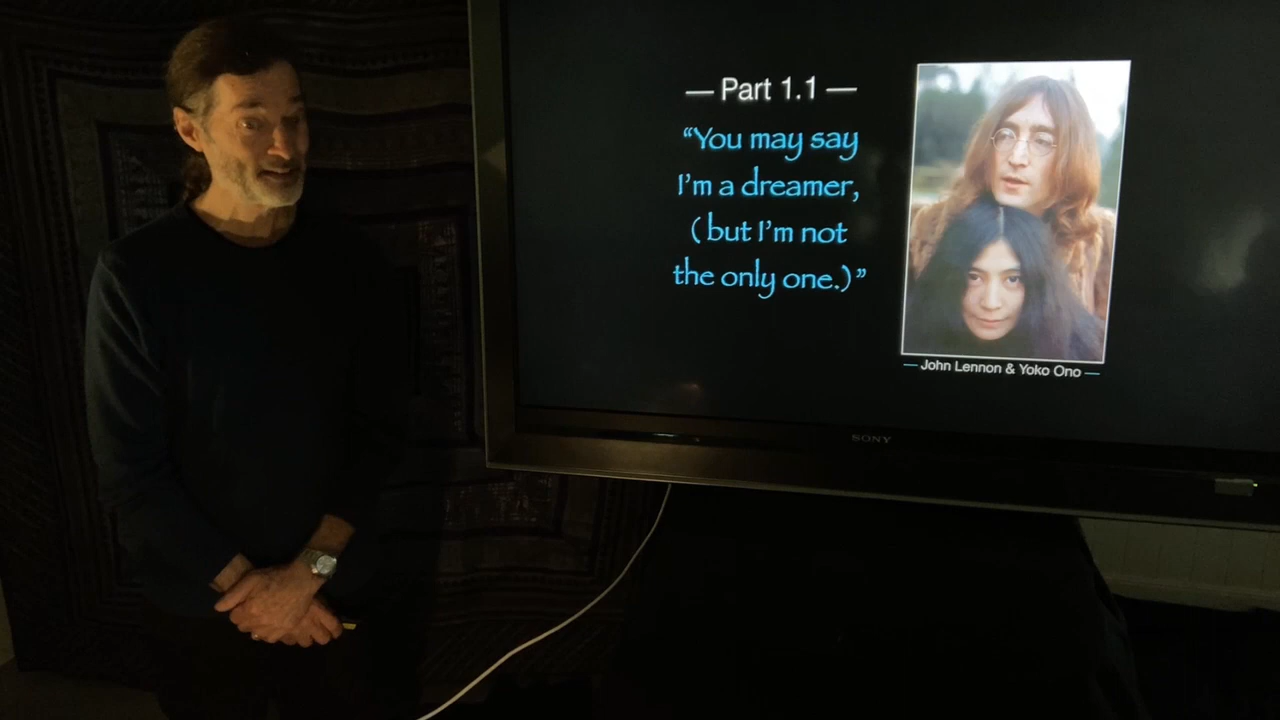 — Part 1.1 —
“You may say
I’m a dreamer,
( but I’m not
the only one.)”
— John Lennon & Yoko Ono —
SONY